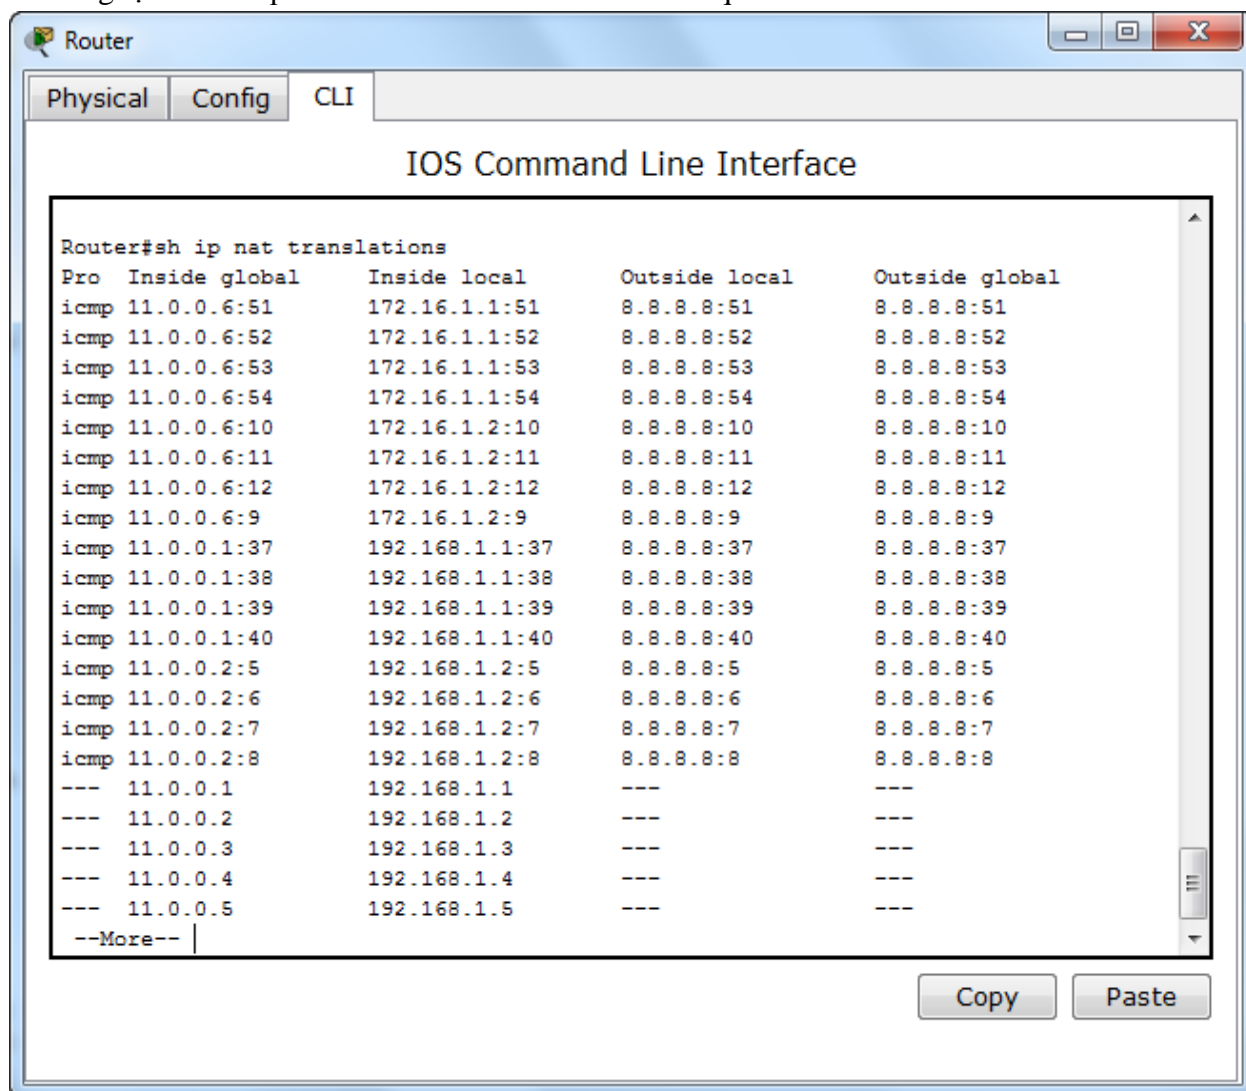 Router
Physical Config CLI
IOS Command Line Interface
Router#sh ip nat translations
Pro Inside global Inside local Outside local Outside global
icmp 11.0.0.6:51 172.16.1.1:51 8.8.8.8:51 8.8.8.8:51
icmp 11.0.0.6:52 172.16.1.1:52 8.8.8.8:52 8.8.8.8:52
icmp 11.0.0.6:53 172.16.1.1:53 8.8.8.8:53 8.8.8.8:53
icmp 11.0.0.6:54 172.16.1.1:54 8.8.8.8:54 8.8.8.8:54
icmp 11.0.0.6:10 172.16.1.2:10 8.8.8.8:10 8.8.8.8:10
icmp 11.0.0.6:11 172.16.1.2:11 8.8.8.8:11 8.8.8.8:11
icmp 11.0.0.6:12 172.16.1.2:12 8.8.8.8:12 8.8.8.8:12
icmp 11.0.0.6:9 172.16.1.2:9 8.8.8.8:9 8.8.8.8:9
icmp 11.0.0.1:37 192.168.1.1:37 8.8.8.8:37 8.8.8.8:37
icmp 11.0.0.1:38 192.168.1.1:38 8.8.8.8:38 8.8.8.8:38
icmp 11.0.0.1:39 192.168.1.1:39 8.8.8.8:39 8.8.8.8:39
icmp 11.0.0.1:40 192.168.1.1:40 8.8.8.8:40 8.8.8.8:40
icmp 11.0.0.2:5 192.168.1.2:5 8.8.8.8:5 8.8.8.8:5
icmp 11.0.0.2:6 192.168.1.2:6 8.8.8.8:6 8.8.8.8:6
icmp 11.0.0.2:7 192.168.1.2:7 8.8.8.8:7 8.8.8.8:7
icmp 11.0.0.2:8 192.168.1.2:8 8.8.8.8:8 8.8.8.8:8
--- 11.0.0.1 192.168.1.1 --- ---
--- 11.0.0.2 192.168.1.2 --- ---
--- 11.0.0.3 192.168.1.3 --- ---
--- 11.0.0.4 192.168.1.4 --- ---
--- 11.0.0.5 192.168.1.5 --- ---
--More--
Copy Paste